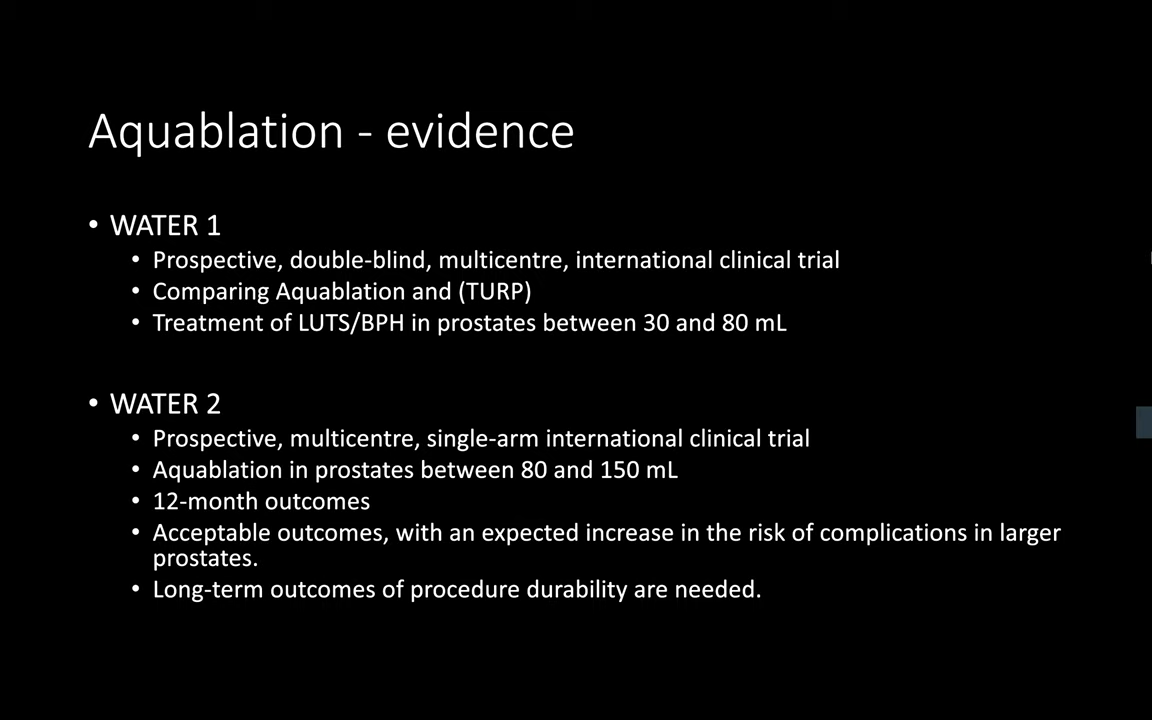 Aquablation - evidence
• WATER 1
• Prospective, double-blind, multicentre, international clinical trial
• Comparing Aquablation and (TURP)
• Treatment of LUTS/BPH in prostates between 30 and 80 mL
• WATER 2
• Prospective, multicentre, single-arm international clinical trial
• Aquablation in prostates between 80 and 150 mL
• 12-month outcomes
• Acceptable outcomes, with an expected increase in the risk of complications in larger
prostates.
• Long-term outcomes of procedure durability are needed.